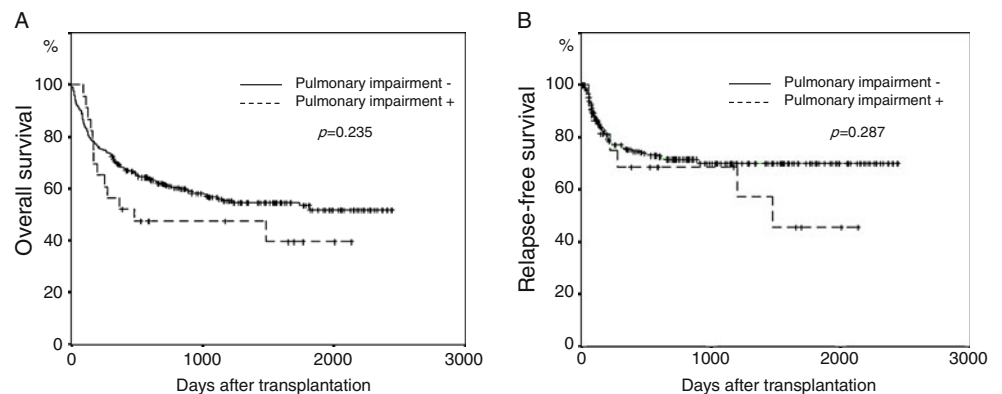 A
%
Overall survival
100
80
60
40
20
0
0 1000 2000 3000
Days after transplantation
Pulmonary impairment -
Pulmonary impairment +
p=0.235
B
%
Relapse-free survival
100
80
60
40
20
0
0 1000 2000 3000
Days after transplantation
Pulmonary impairment -
Pulmonary impairment +
p=0.287